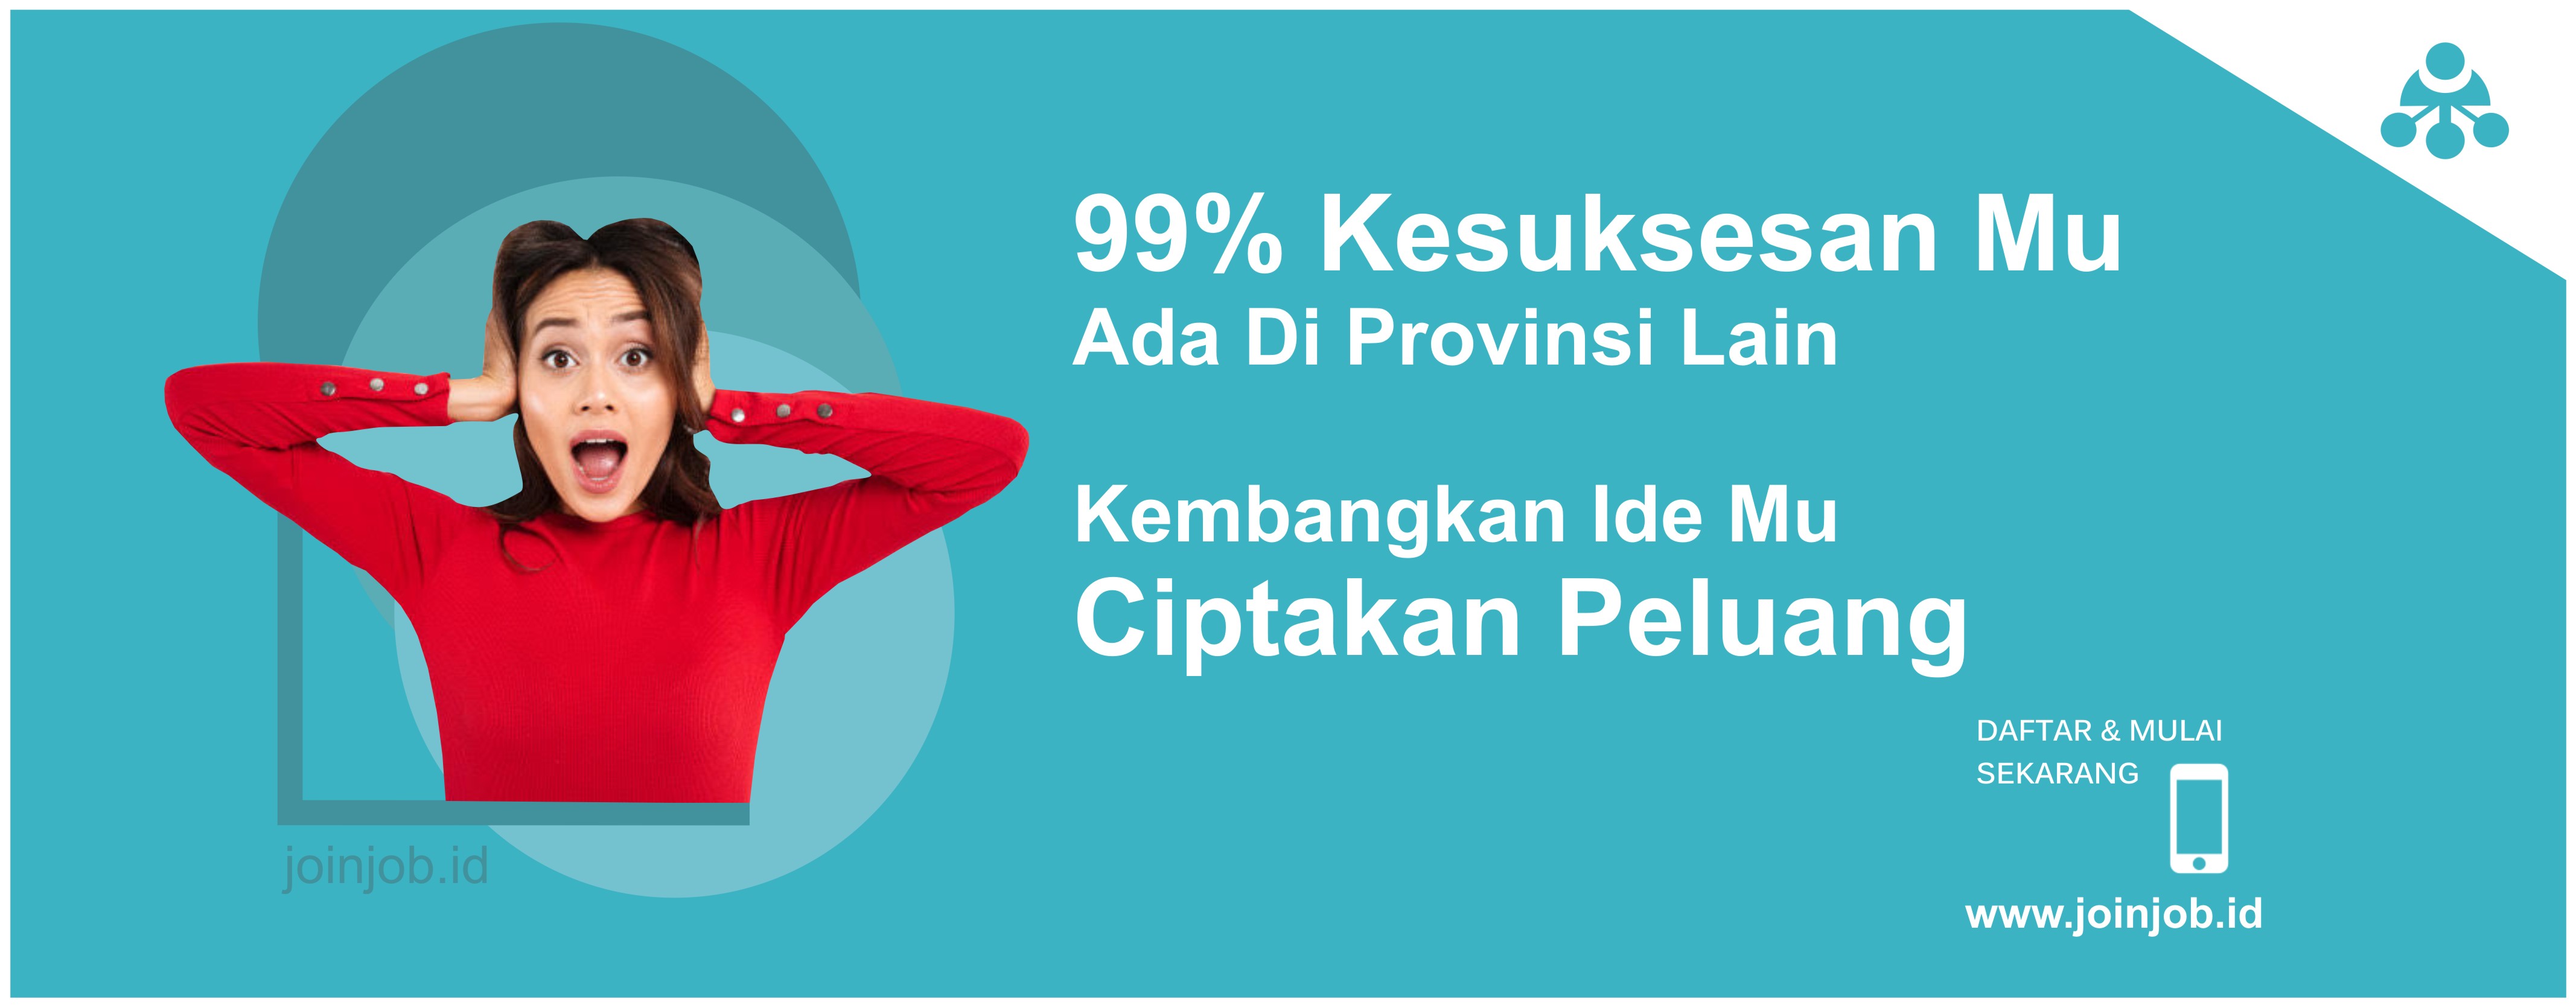 99% Kesuksesan Mu
Ada Di Provinsi Lain
Kembangkan Ide Mu
Ciptakan Peluang
DAFTAR & MULAI
SEKARANG
www.joinjob.id
joinjob.id